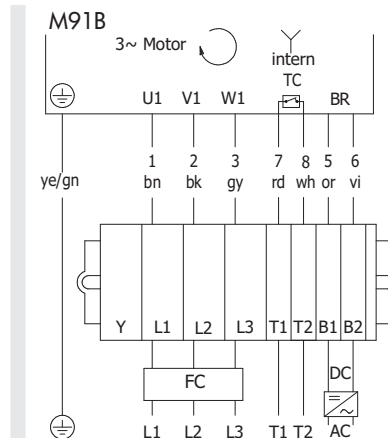 M91B
3~ Motor
intern
TC
U1 V1 W1 BR
1 2 3 7 8 5 6
ye/gn bn bk gy rd wh or vi
Y L1 L2 L3 T1 T2 B1 B2
FC DC
L1 L2 L3 T1 T2 AC